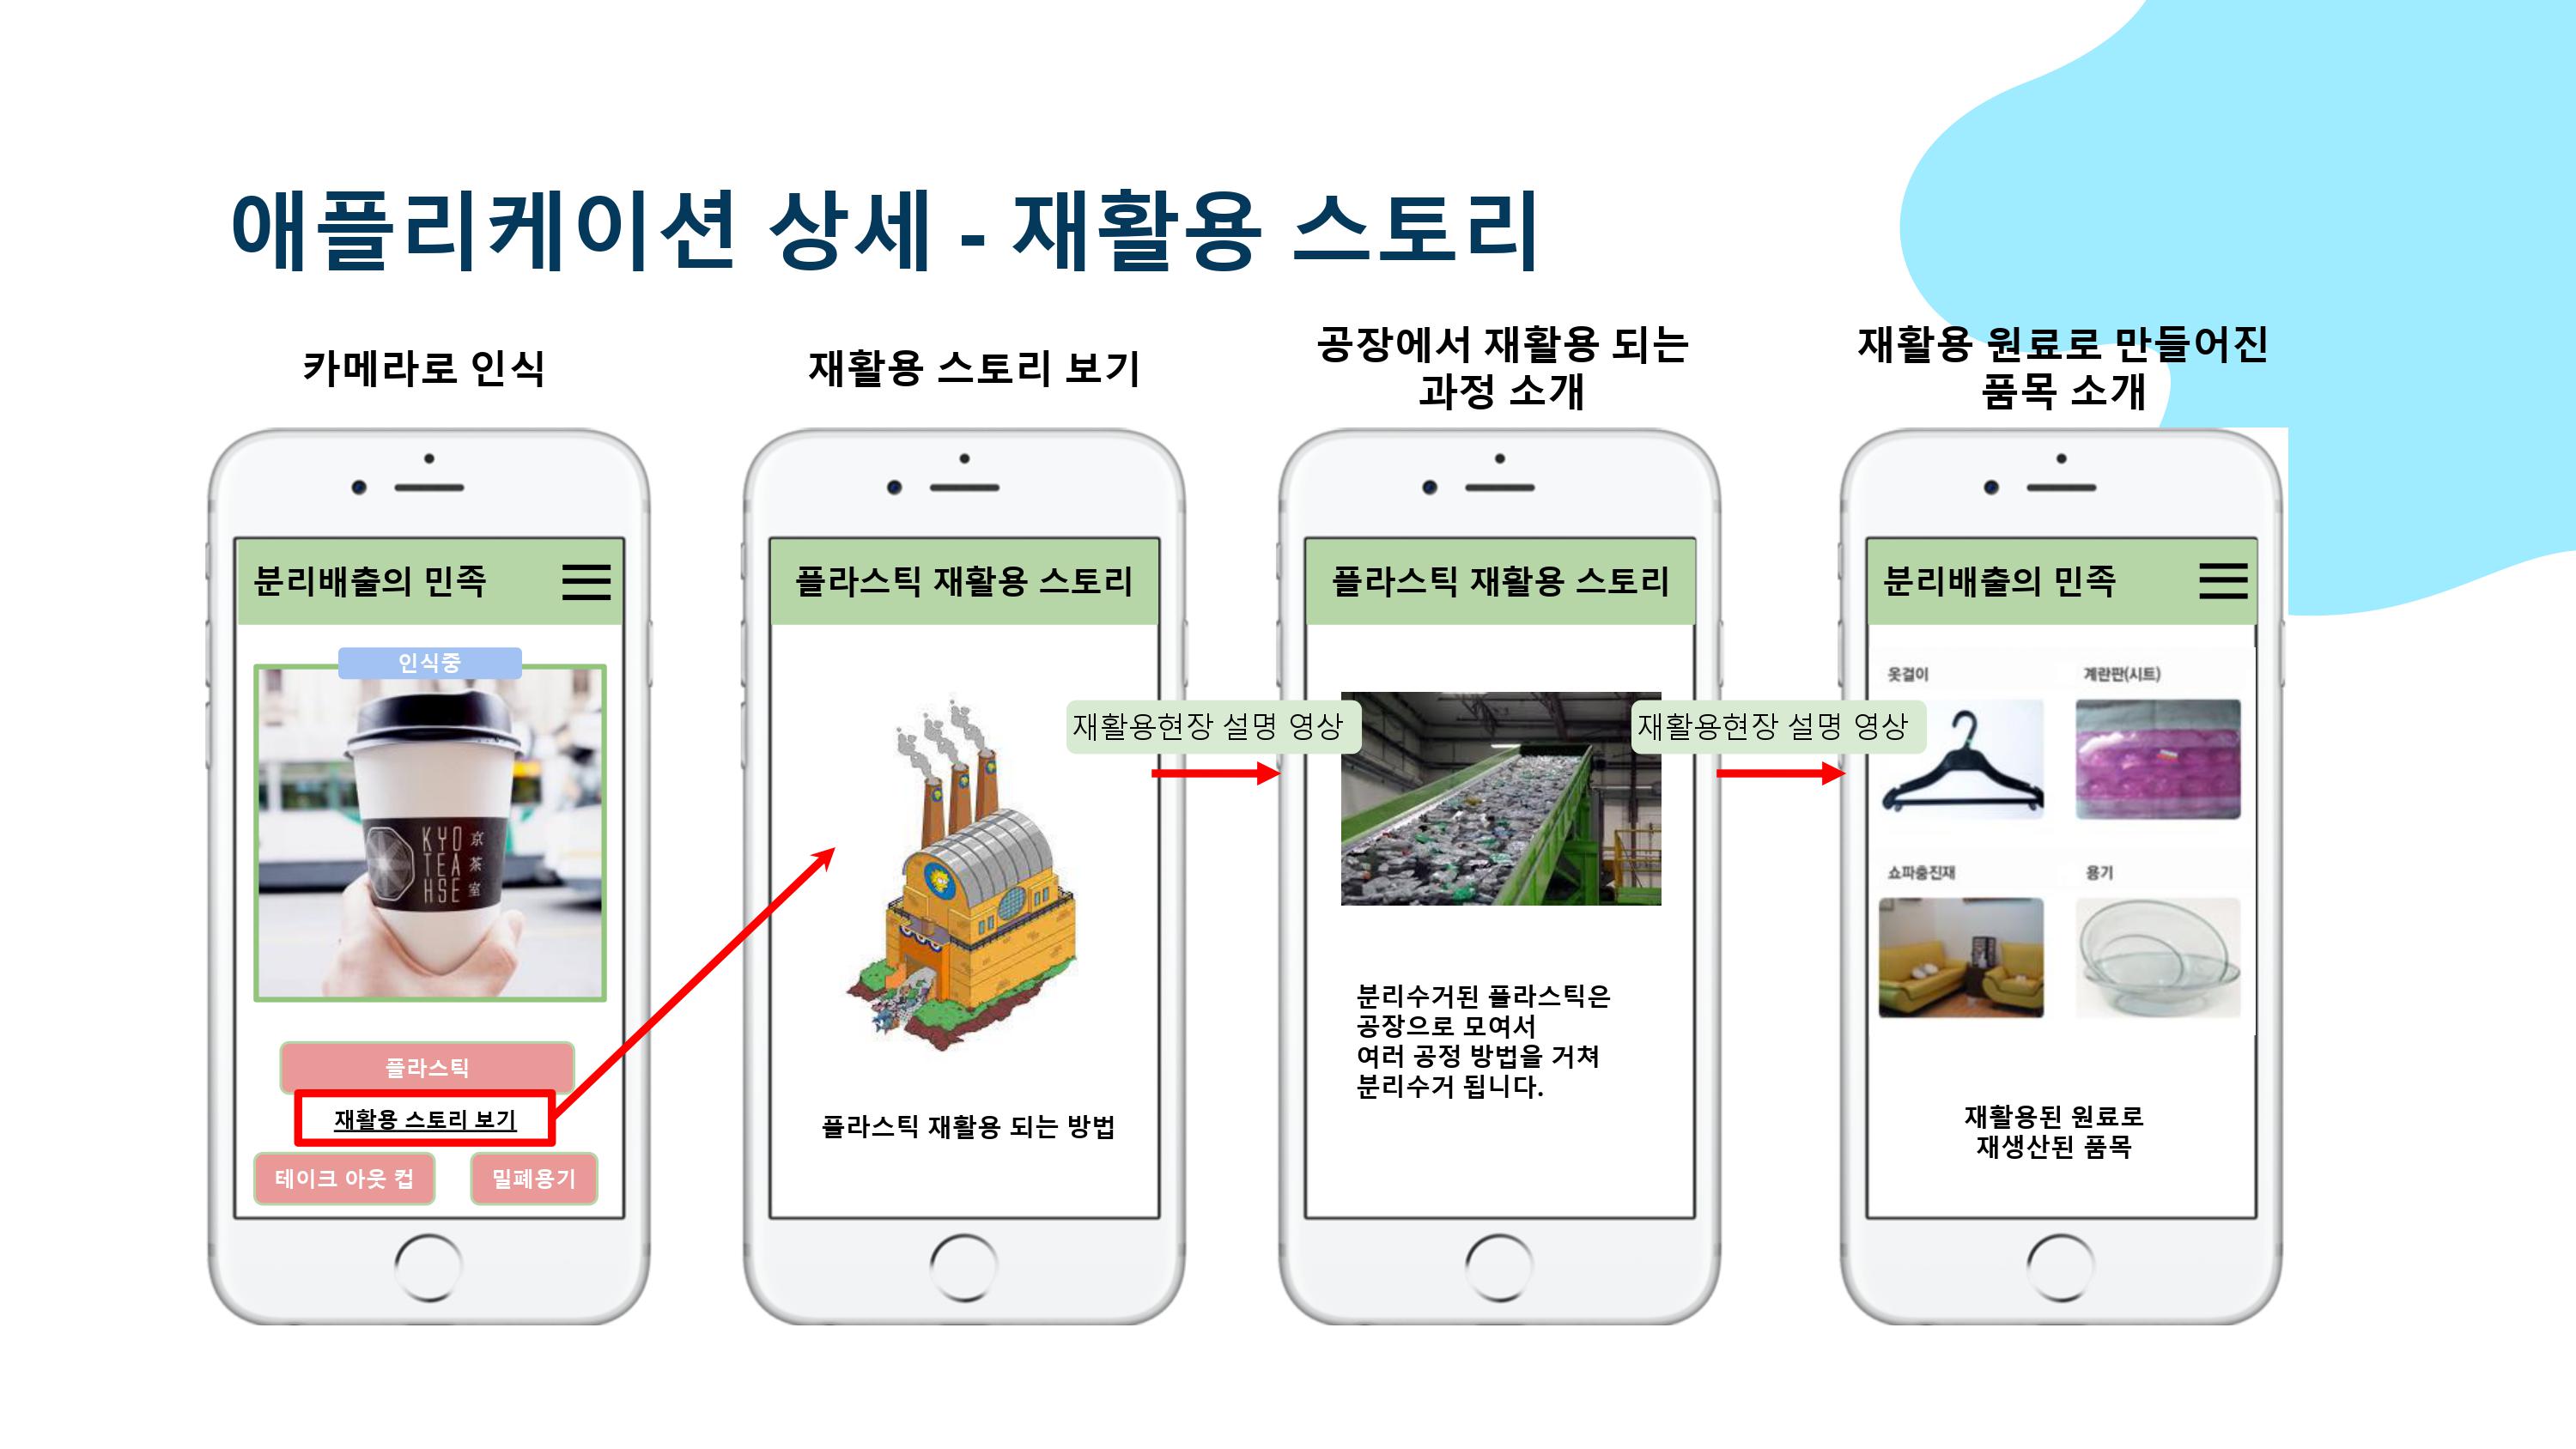 애플리케이션 상세 - 재활용 스토리
카메라로 인식
재활용 스토리 보기
공장에서 재활용 되는
과정 소개
재활용 원료로 만들어진
품목 소개
분리배출의 민족
인식중
KYO
TEA
HSE
京
茶
室
플라스틱
재활용 스토리 보기
테이크 아웃 컵
밀폐용기
플라스틱 재활용 스토리
플라스틱 재활용 되는 방법
재활용현장 설명 영상
플라스틱 재활용 스토리
분리수거된 플라스틱은
공장으로 모여서
여러 공정 방법을 거쳐
분리수거 됩니다.
재활용현장 설명 영상
분리배출의 민족
옷걸이
계란판(시트)
쇼파충진재
용기
재활용된 원료로
재생산된 품목